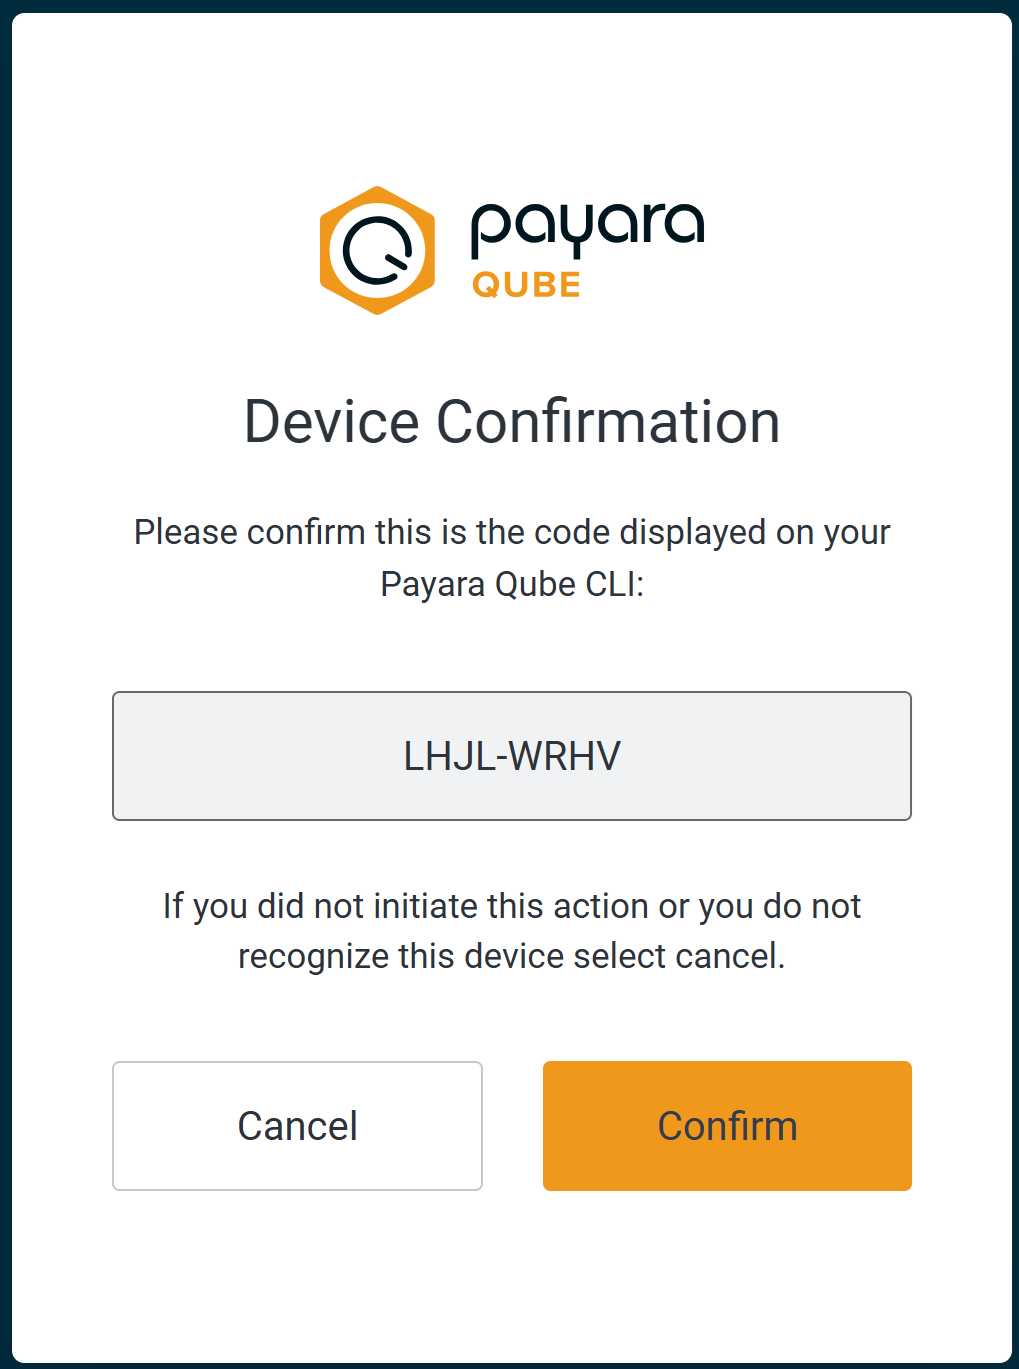 payara
QUBE
Device Confirmation
Please confirm this is the code displayed on your
Payara Qube CLI:
LHJL-WRHV
If you did not initiate this action or you do not
recognize this device select cancel.
Cancel
Confirm